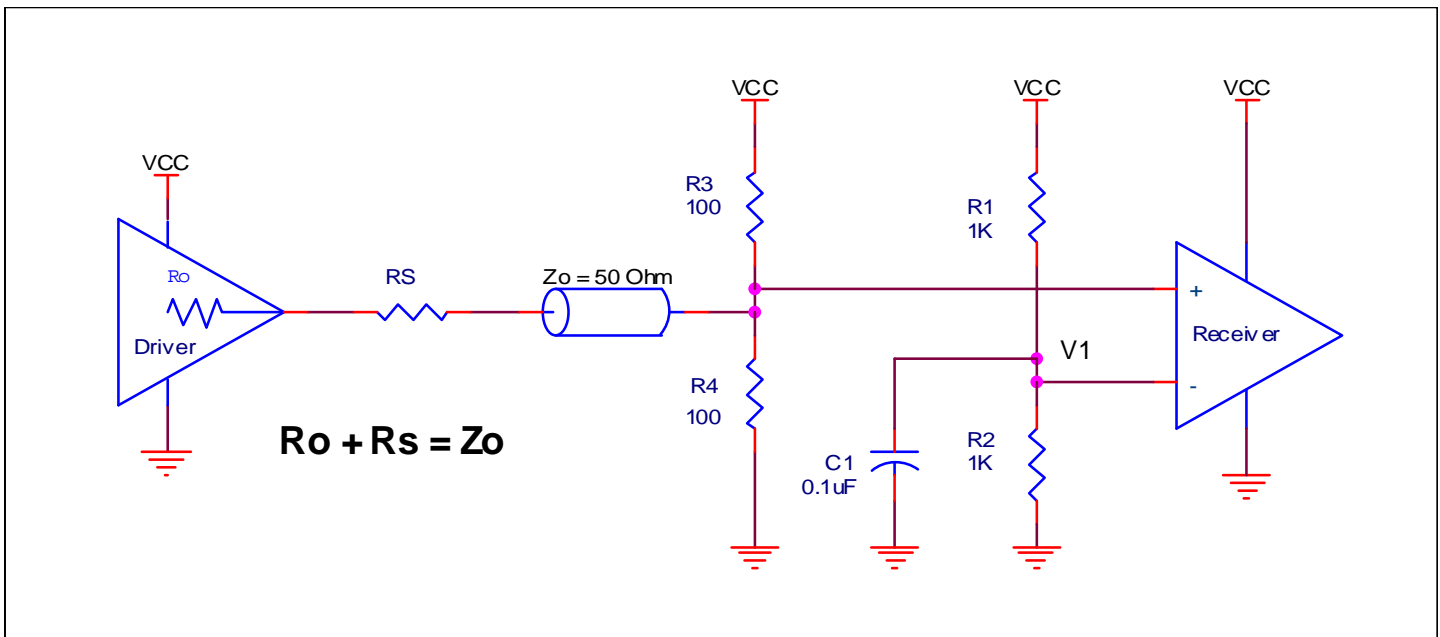 VCC
VCC
VCC
VCC
Ro
Driver
RS
Zo = 50 Ohm
R3
100
R1
1K
+
Receiver
-
V1
R4
100
Ro + Rs = Zo
C1
0.1uF
R2
1K